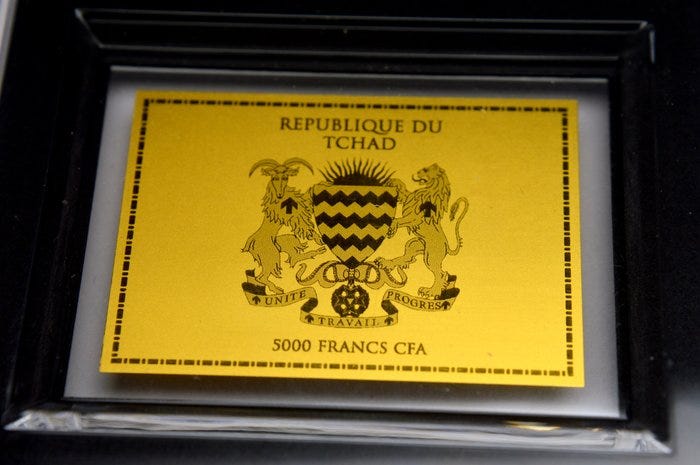 REPUBLIQUE DU
TCHAD
UNITE
TRAVAIL
PROGRES
5000 FRANCS CFA